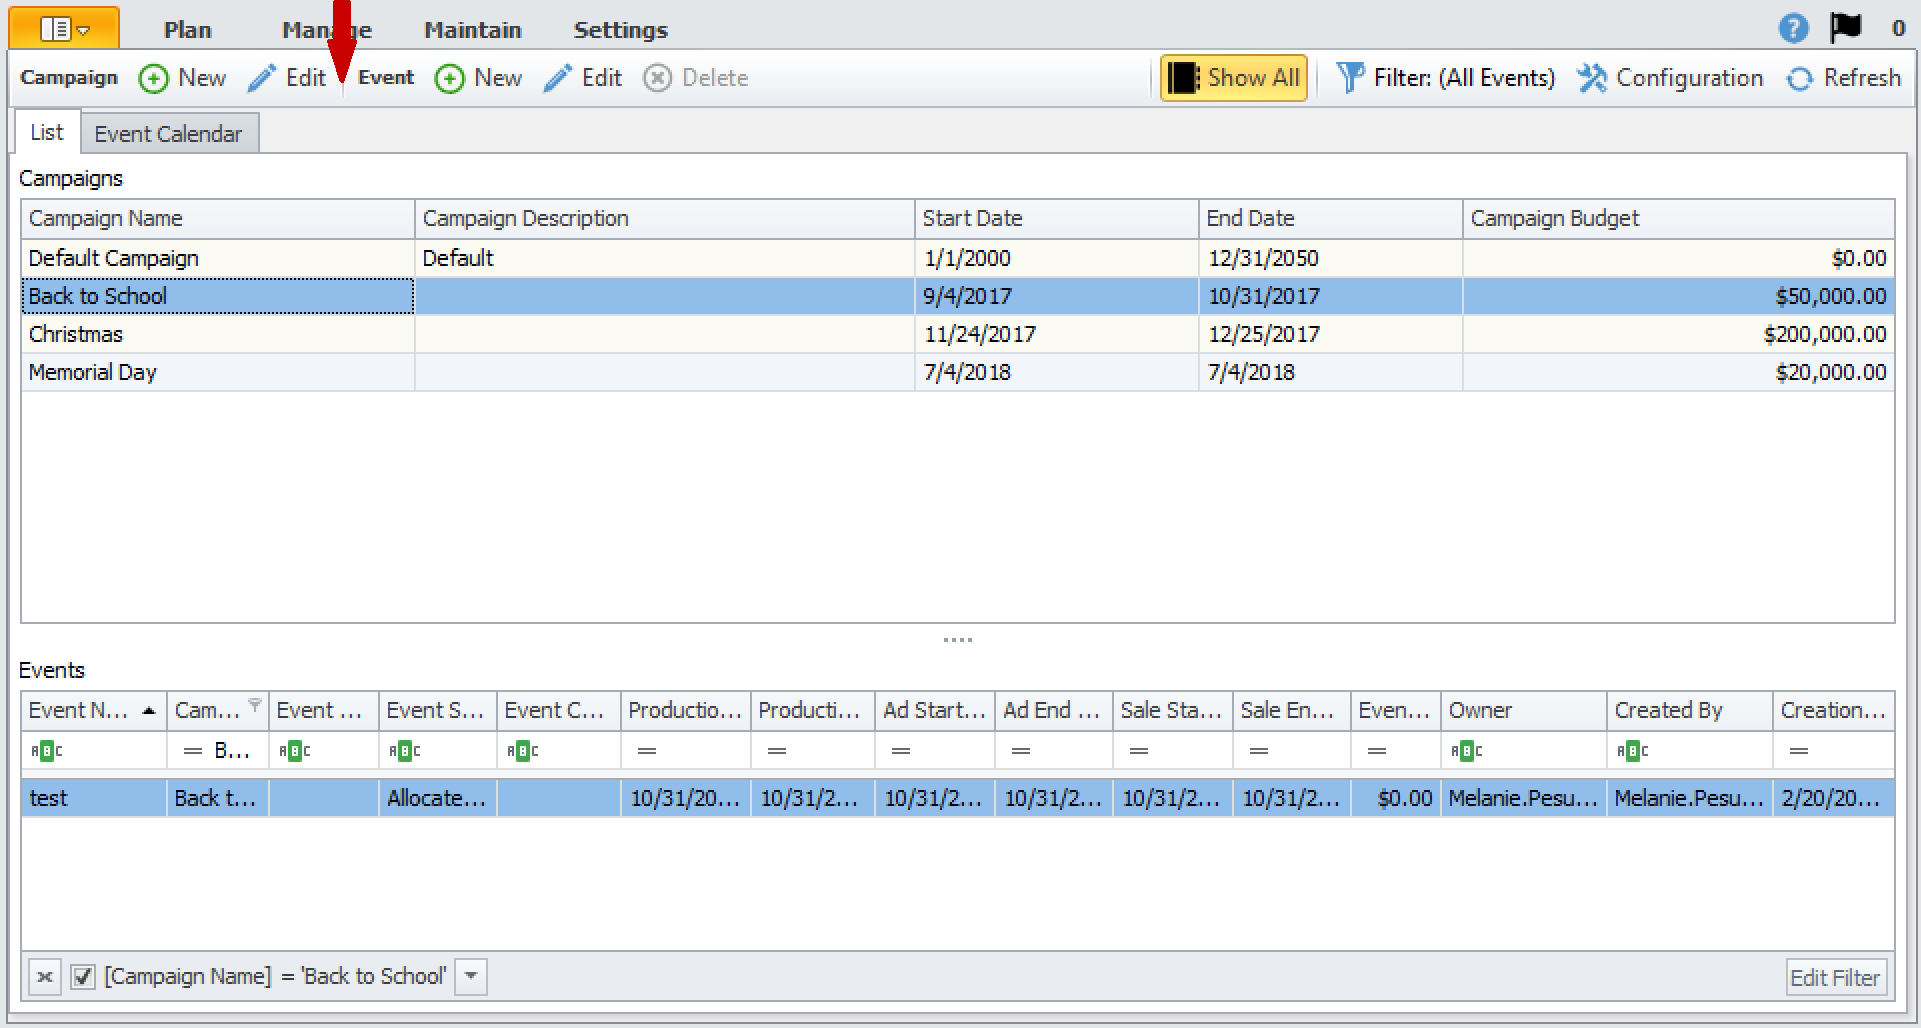 Plan Manage Maintain Settings ? 0
Campaign New Edit Event New Edit Delete Show All Filter: (All Events) Configuration Refresh
List Event Calendar
Campaigns
Campaign Name Campaign Description Start Date End Date Campaign Budget
Default Campaign Default 1/1/2000 12/31/2050 $0.00
Back to School 9/4/2017 10/31/2017 $50,000.00
Christmas 11/24/2017 12/25/2017 $200,000.00
Memorial Day 7/4/2018 7/4/2018 $20,000.00
Events
Event N... Cam... Event ... Event S... Event C... Productio... Producti... Ad Start... Ad End ... Sale Sta... Sale En... Even... Owner Created By Creation...
ABC = B... ABC ABC ABC = = = = = = = ABC ABC =
test Back t... Allocate... 10/31/20... 10/31/2... 10/31/2... 10/31/2... 10/31/2... 10/31/2... $0.00 Melanie.Pesu... Melanie.Pesu... 2/20/20...
[Campaign Name] = 'Back to School' Edit Filter